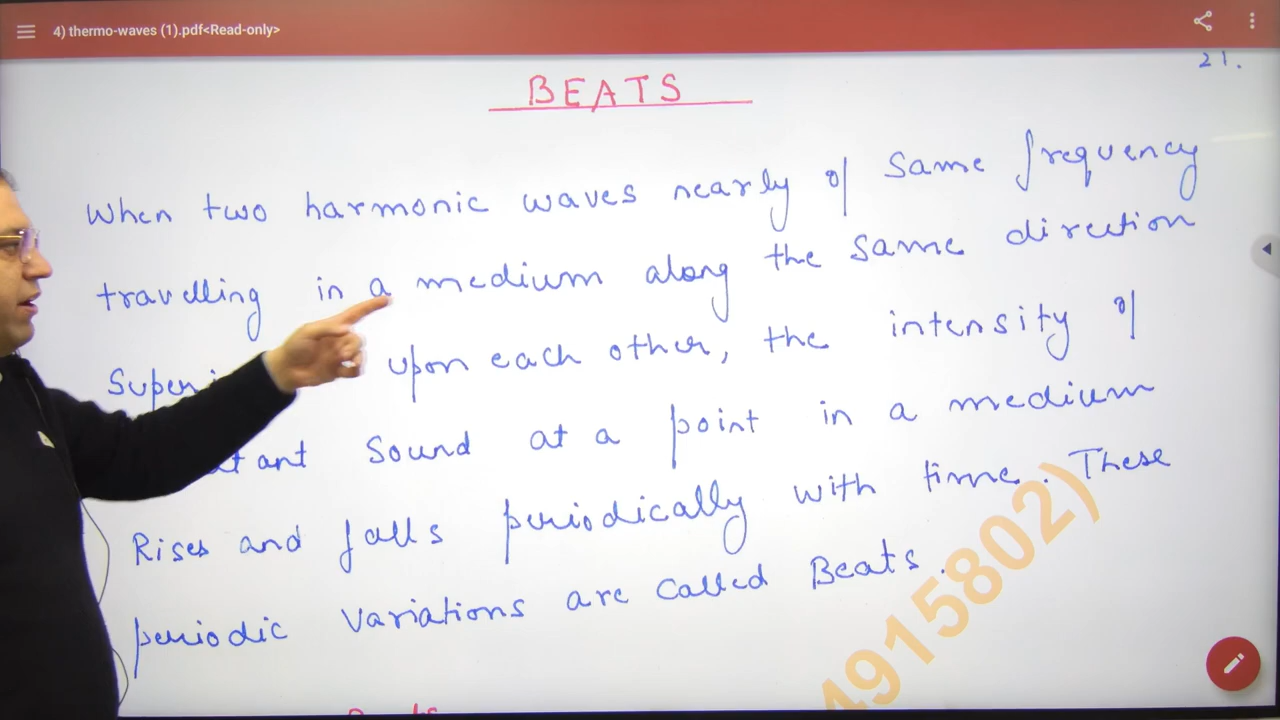 4) thermo-waves (1).pdf<Read-only>
21.
BEATS
When two harmonic waves nearly of Same frequency
travelling in a medium along the same direction
upon each other, the intensity of
Sound at a point in a medium
Rises and falls periodically with time. These
periodic Variations are called Beats.
4915802)
Beats